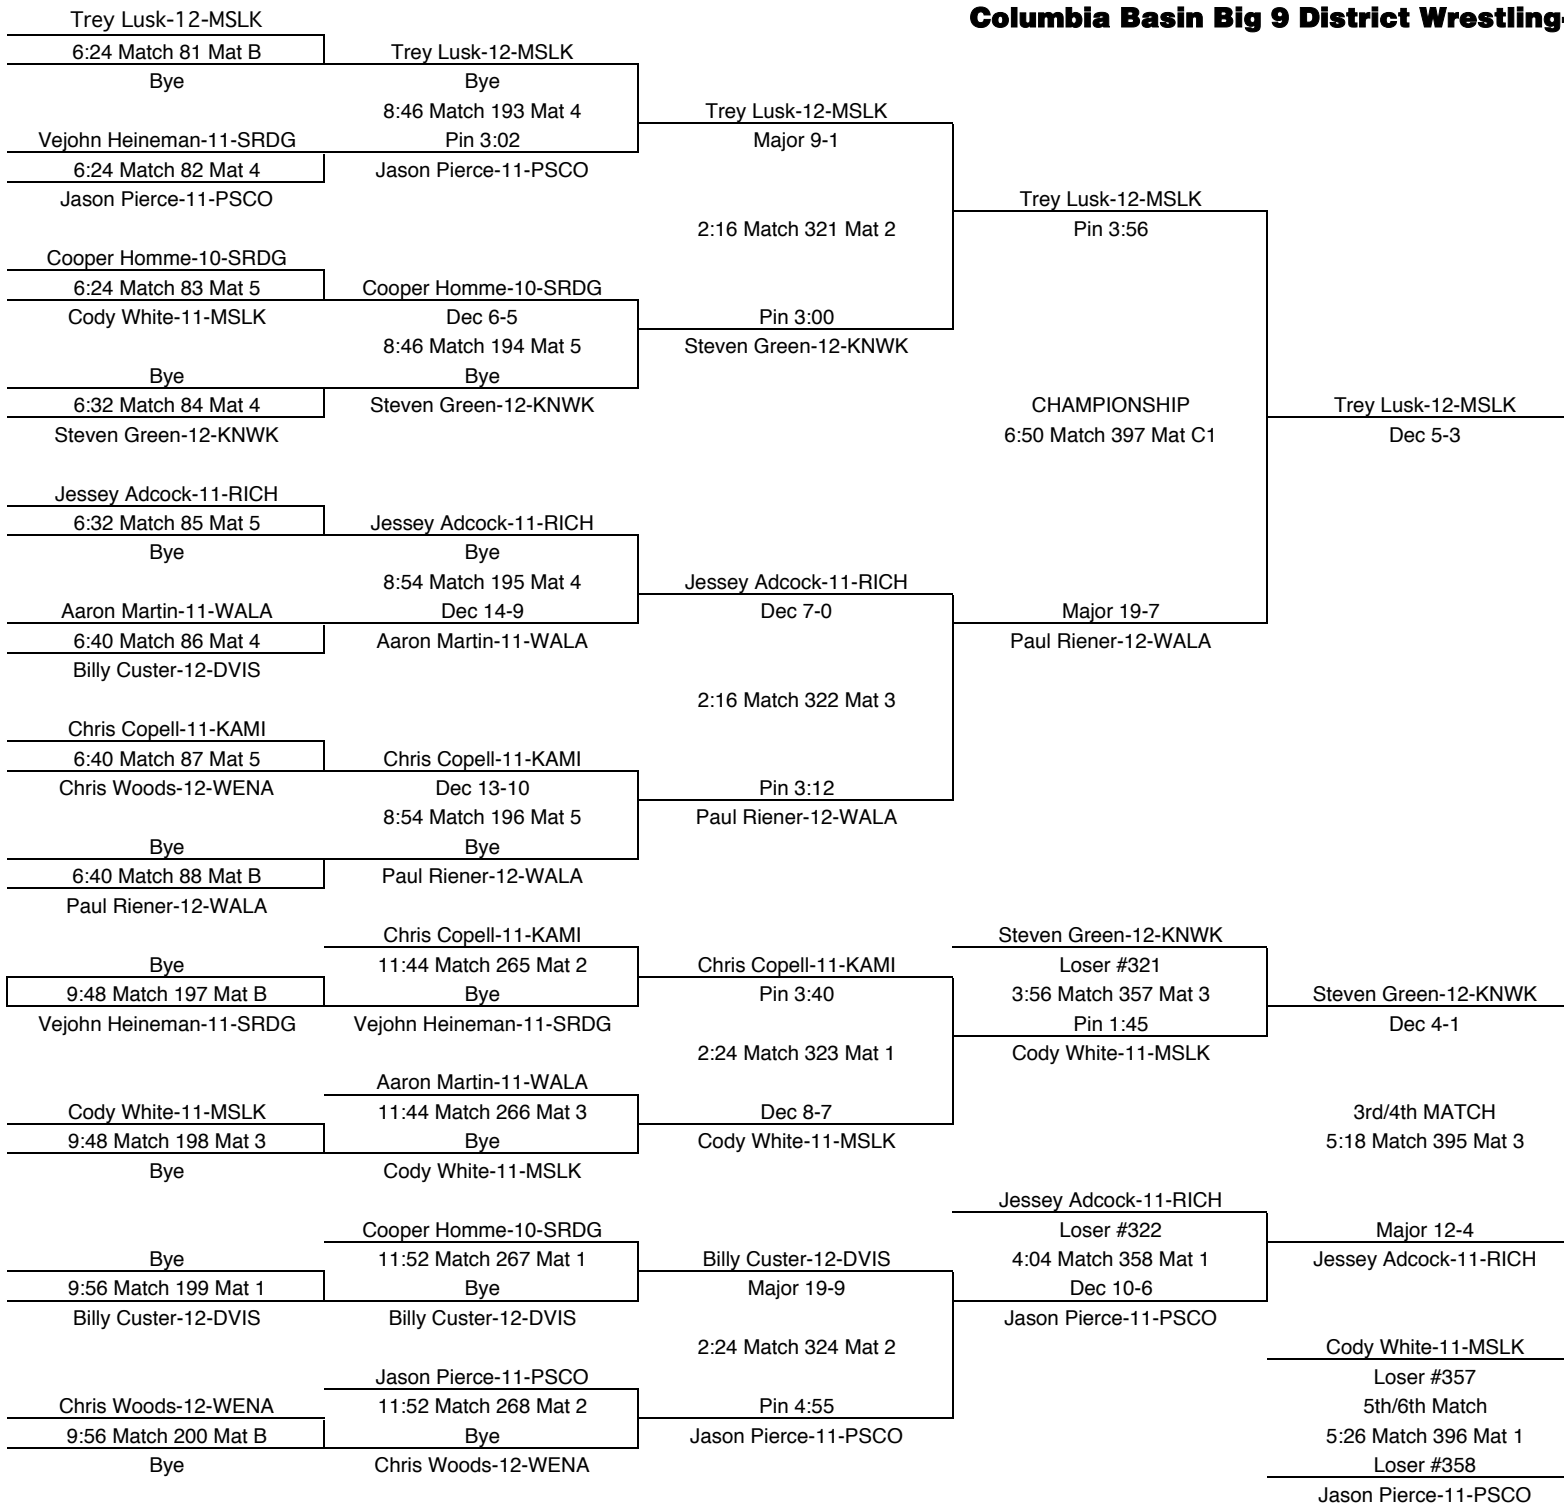 Columbia Basin Big 9 District Wrestling-
Trey Lusk-12-MSLK
6:24 Match 81 Mat B
Bye
Vejohn Heineman-11-SRDG
6:24 Match 82 Mat 4
Jason Pierce-11-PSCO
Cooper Homme-10-SRDG
6:24 Match 83 Mat 5
Cody White-11-MSLK
Bye
6:32 Match 84 Mat 4
Steven Green-12-KNWK
Jessey Adcock-11-RICH
6:32 Match 85 Mat 5
Bye
Aaron Martin-11-WALA
6:40 Match 86 Mat 4
Billy Custer-12-DVIS
Chris Copell-11-KAMI
6:40 Match 87 Mat 5
Chris Woods-12-WENA
Bye
6:40 Match 88 Mat B
Paul Riener-12-WALA
Bye
9:48 Match 197 Mat B
Vejohn Heineman-11-SRDG
Cody White-11-MSLK
9:48 Match 198 Mat 3
Bye
Bye
9:56 Match 199 Mat 1
Billy Custer-12-DVIS
Chris Woods-12-WENA
9:56 Match 200 Mat B
Bye
Trey Lusk-12-MSLK
Bye
8:46 Match 193 Mat 4
Pin 3:02
Jason Pierce-11-PSCO
Cooper Homme-10-SRDG
Dec 6-5
8:46 Match 194 Mat 5
Bye
Steven Green-12-KNWK
Jessey Adcock-11-RICH
Bye
8:54 Match 195 Mat 4
Dec 14-9
Aaron Martin-11-WALA
Chris Copell-11-KAMI
Dec 13-10
8:54 Match 196 Mat 5
Bye
Paul Riener-12-WALA
Chris Copell-11-KAMI
11:44 Match 265 Mat 2
Bye
Vejohn Heineman-11-SRDG
Aaron Martin-11-WALA
11:44 Match 266 Mat 3
Bye
Cody White-11-MSLK
Cooper Homme-10-SRDG
11:52 Match 267 Mat 1
Bye
Billy Custer-12-DVIS
Jason Pierce-11-PSCO
11:52 Match 268 Mat 2
Bye
Chris Woods-12-WENA
Trey Lusk-12-MSLK
Major 9-1
2:16 Match 321 Mat 2
Pin 3:00
Steven Green-12-KNWK
Jessey Adcock-11-RICH
Dec 7-0
2:16 Match 322 Mat 3
Pin 3:12
Paul Riener-12-WALA
Chris Copell-11-KAMI
Pin 3:40
2:24 Match 323 Mat 1
Dec 8-7
Cody White-11-MSLK
Billy Custer-12-DVIS
Major 19-9
2:24 Match 324 Mat 2
Pin 4:55
Jason Pierce-11-PSCO
Trey Lusk-12-MSLK
Pin 3:56
CHAMPIONSHIP
6:50 Match 397 Mat C1
Major 19-7
Paul Riener-12-WALA
Steven Green-12-KNWK
Loser #321
3:56 Match 357 Mat 3
Pin 1:45
Cody White-11-MSLK
Jessey Adcock-11-RICH
Loser #322
4:04 Match 358 Mat 1
Dec 10-6
Jason Pierce-11-PSCO
Trey Lusk-12-MSLK
Dec 5-3
Steven Green-12-KNWK
Dec 4-1
3rd/4th MATCH
5:18 Match 395 Mat 3
Major 12-4
Jessey Adcock-11-RICH
Cody White-11-MSLK
Loser #357
5th/6th Match
5:26 Match 396 Mat 1
Loser #358
Jason Pierce-11-PSCO